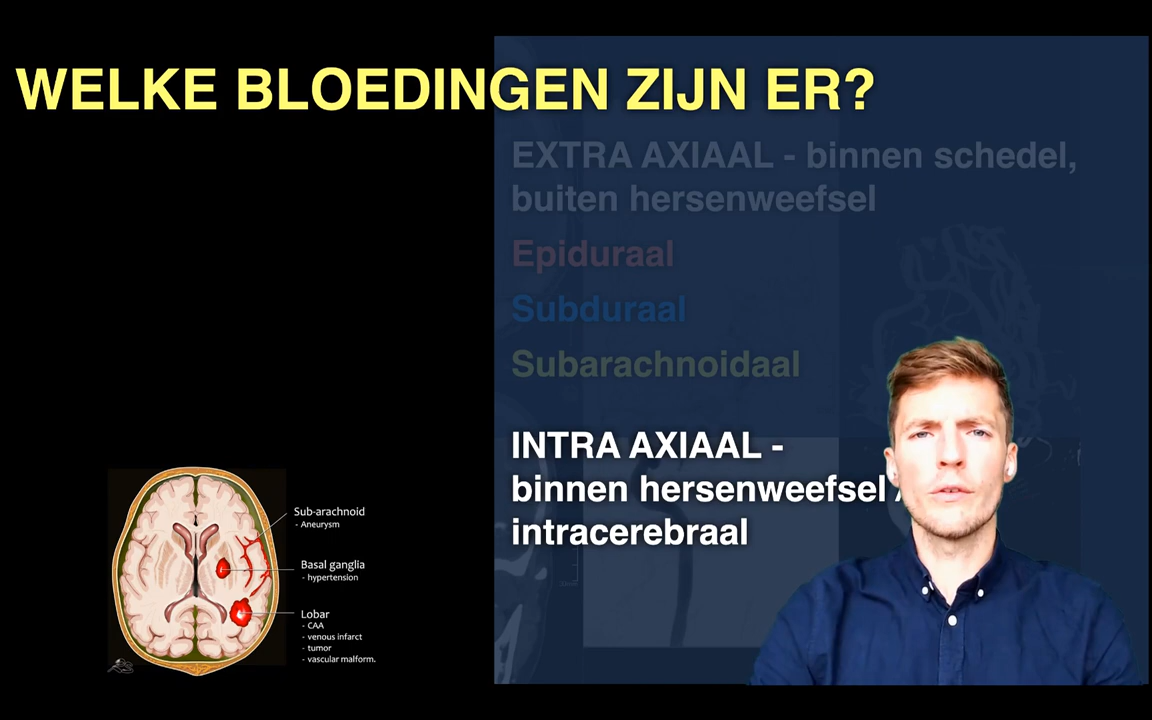 WELKE BLOEDINGEN ZIJN ER?
EXTRA AXIAAL - binnen schedel,
buiten hersenweefsel
Epiduraal
Subduraal
Subarachnoidaal
INTRA AXIAAL -
binnen hersenweefsel /
intracerebraal
Sub-arachnoid
- Aneurysm
Basal ganglia
- hypertension
Lobar
- CAA
- venous infarct
- tumor
- vascular malform.